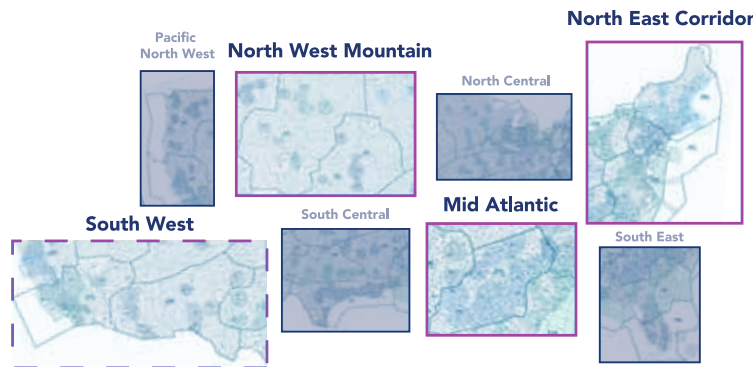 North East Corridor
Pacific
North West
North West Mountain
North Central
South West
South Central
Mid Atlantic
South East